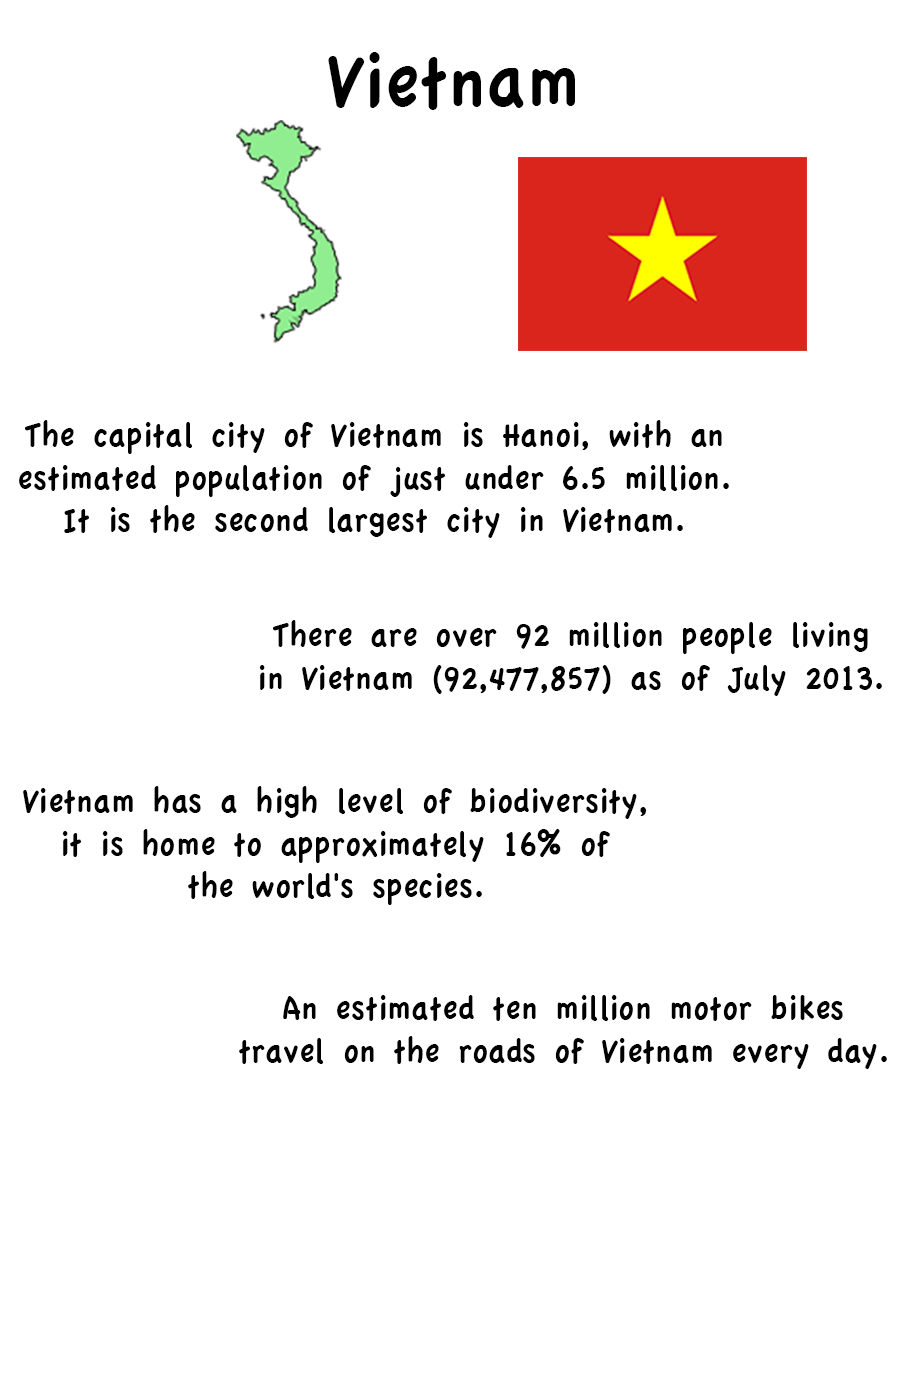 Vietnam
The capital city of Vietnam is Hanoi, with an
estimated population of just under 6.5 million.
It is the second largest city in Vietnam.
There are over 92 million people living
in Vietnam (92,477,857) as of July 2013.
Vietnam has a high level of biodiversity,
it is home to approximately 16% of
the world's species.
An estimated ten million motor bikes
travel on the roads of Vietnam every day.